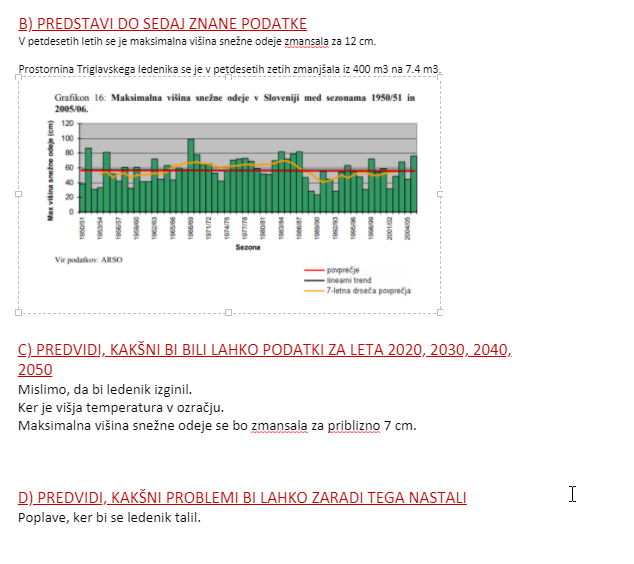 B) PREDSTAVI DO SEDAJ ZNANE PODATKE
V petdesetih letih se je maksimalna višina snežne odeje zmansala za 12 cm.
Prostornina Triglavskega ledenika se je v petdesetih zetih zmanjšala iz 400 m3 na 7.4 m3.
Grafikon 16: Maksimalna višina snežne odeje v Sloveniji med sezonama 1950/51 in
2005/06.
Max višina snežne odeje (cm)
120
100
80
60
40
20
0
1950/51 1953/54 1956/57 1959/60 1962/63 1965/66 1968/69 1971/72 1974/75 1977/78 1980/81 1983/84 1986/87 1989/90 1992/93 1995/96 1998/99 2001/02 2004/05
Sezona
Vir podatkov: ARSO
povprečje
linearni trend
7-letna drseča povprečja
C) PREDVIDI, KAKŠNI BI BILI LAHKO PODATKI ZA LETA 2020, 2030, 2040,
2050
Mislimo, da bi ledenik izginil.
Ker je višja temperatura v ozračju.
Maksimalna višina snežne odeje se bo zmansala za priblizno 7 cm.
D) PREDVIDI, KAKŠNI PROBLEMI BI LAHKO ZARADI TEGA NASTALI
Poplave, ker bi se ledenik talil.